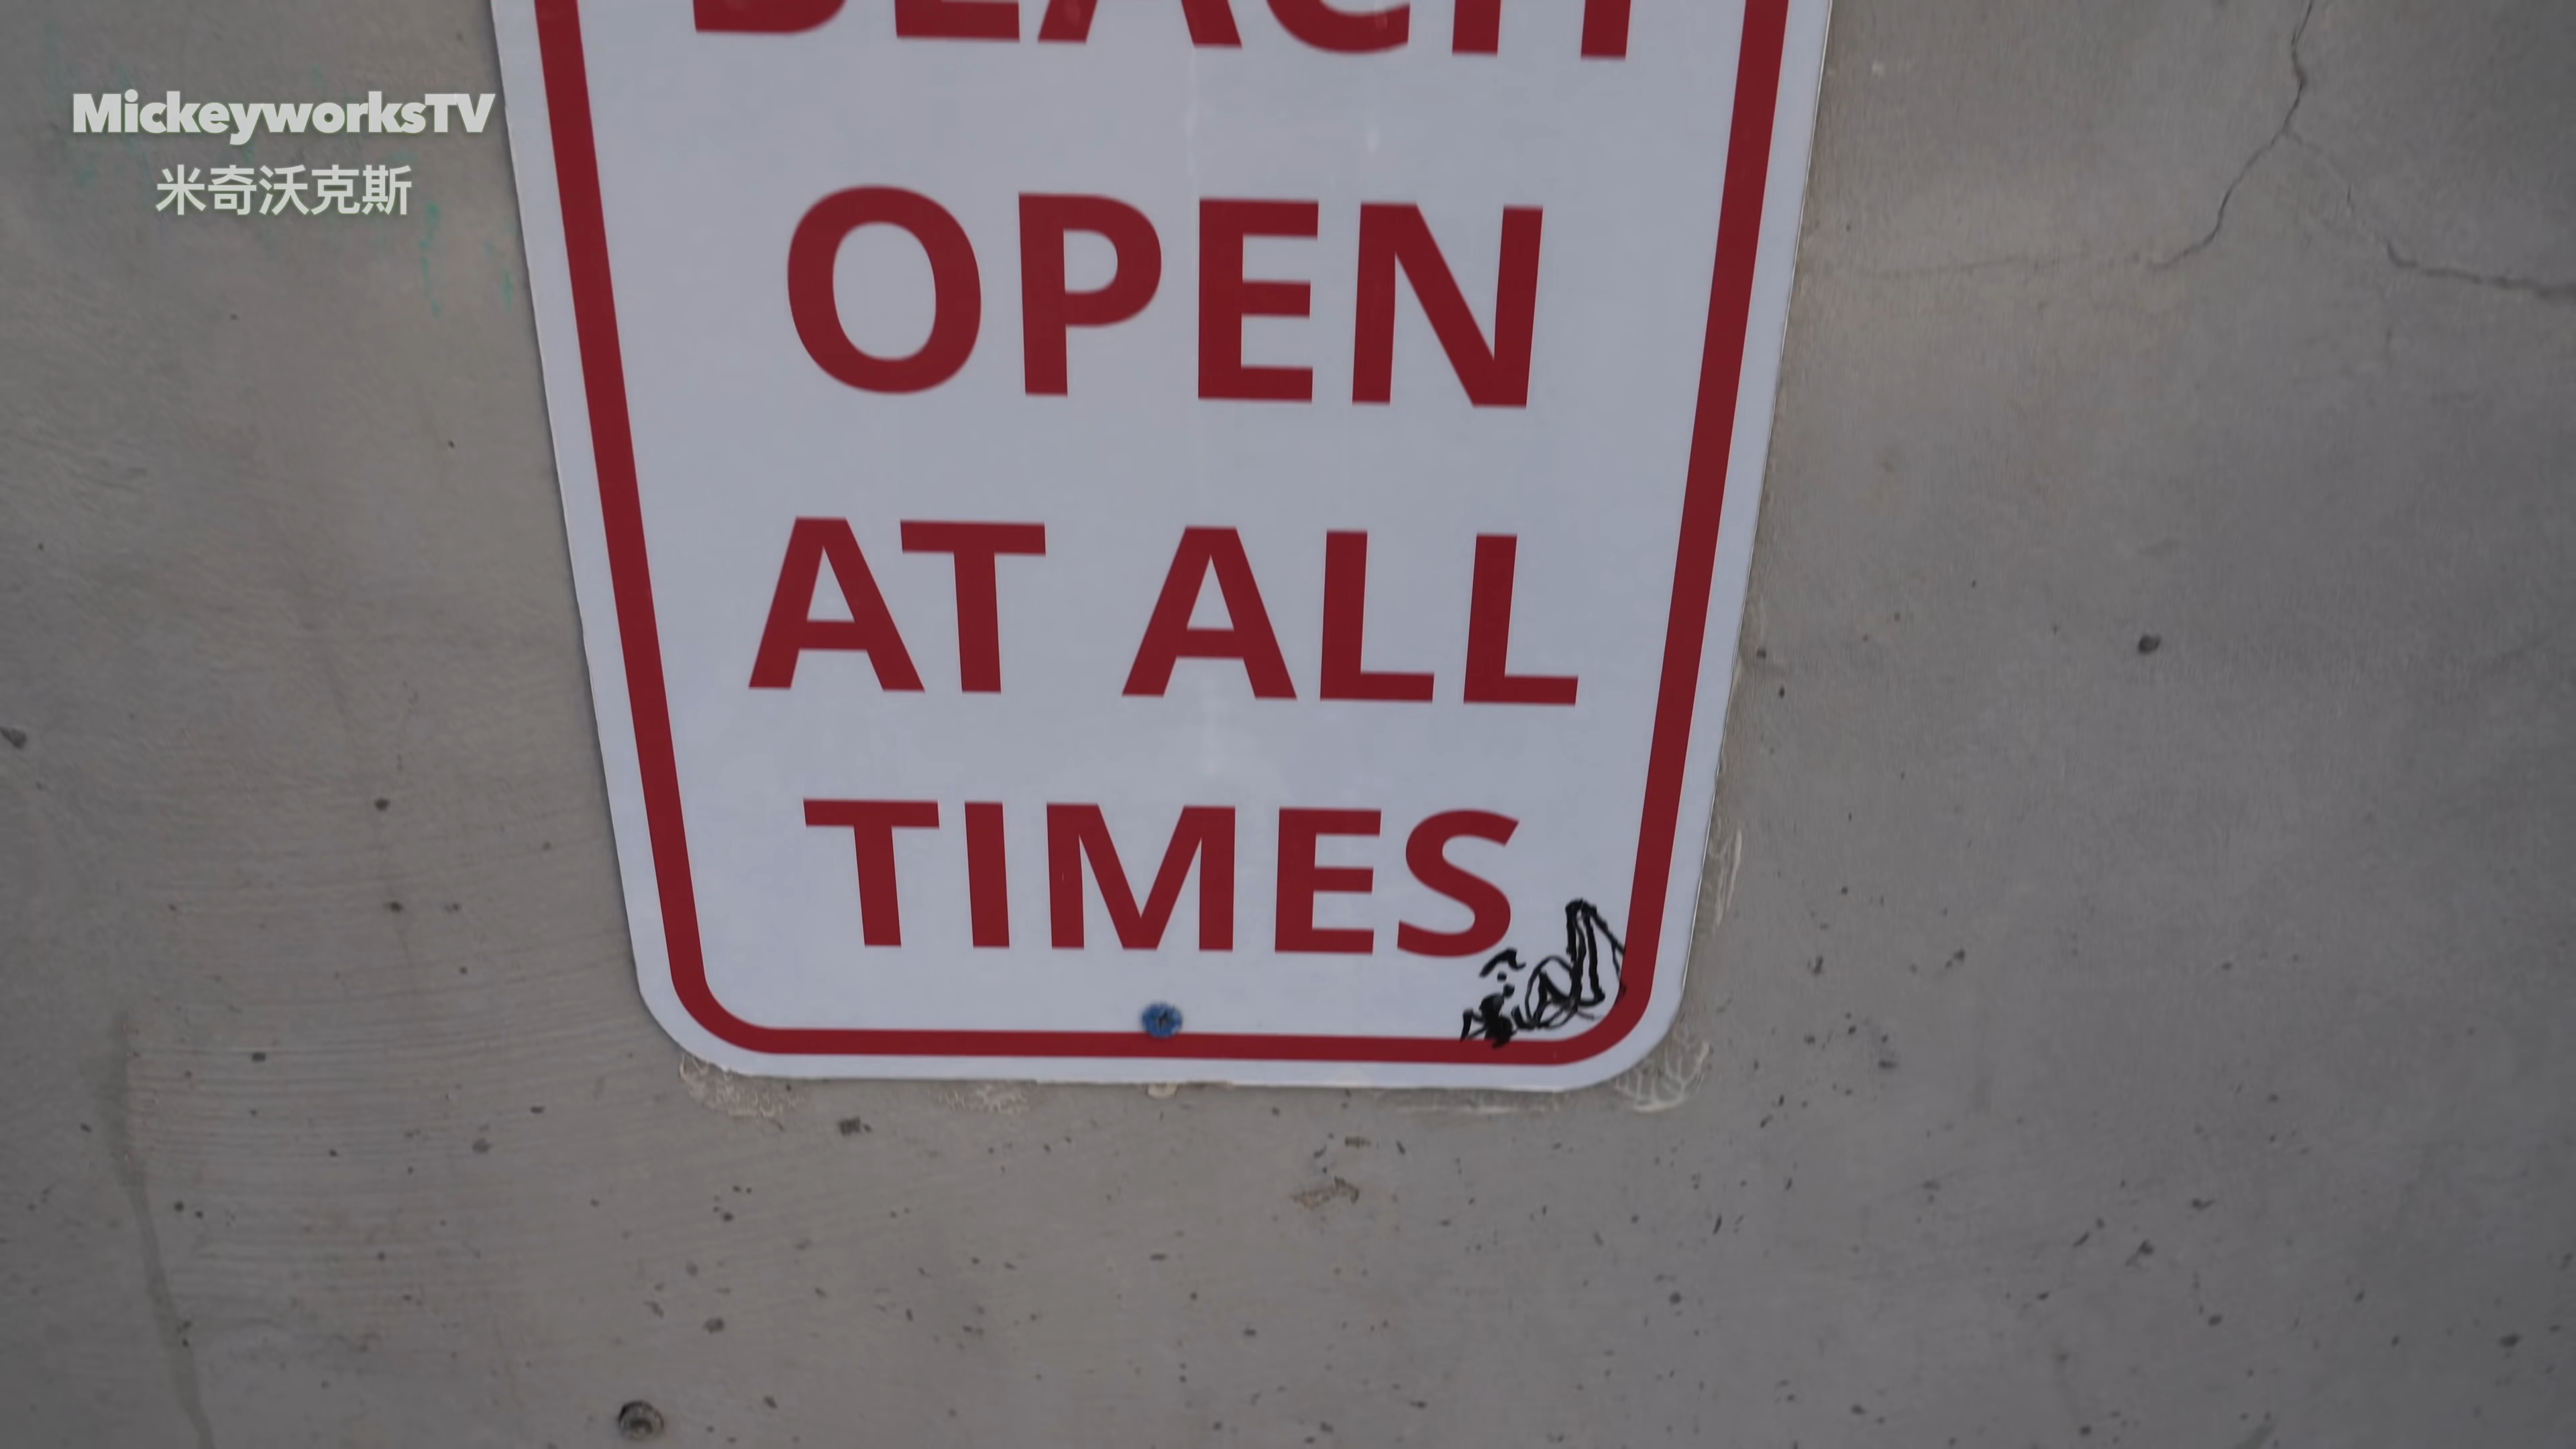 MickeyworksTV
米奇沃克斯
BEACH
OPEN
AT ALL
TIMES